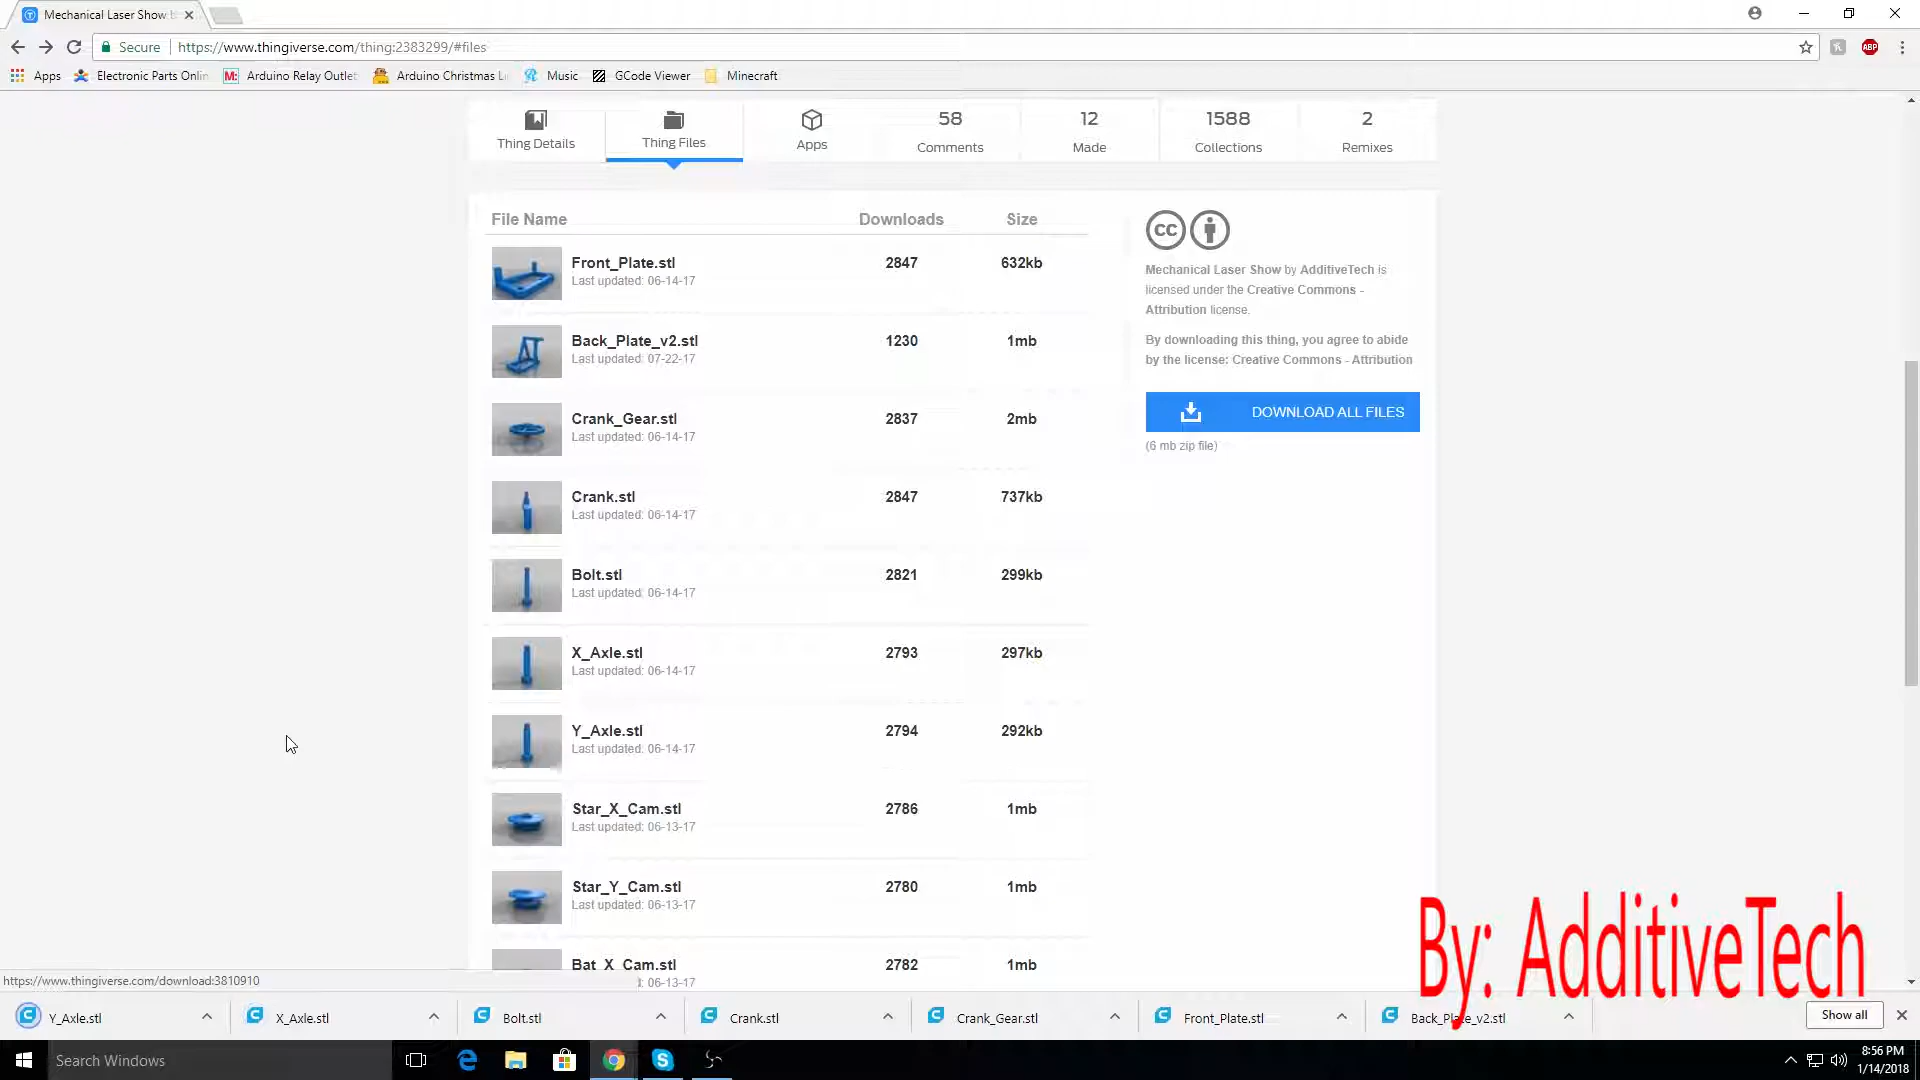 Mechanical Laser Show
Secure
https://www.thingiverse.com/thing:2383299/#files
ABP
Apps
Electronic Parts Onlin
M:
Arduino Relay Outlet
Arduino Christmas Li
Music
GCode Viewer
Minecraft
Thing Details
Thing Files
Apps
58
Comments
12
Made
1588
Collections
2
Remixes
File Name
Downloads
Size
Front_Plate.stl
Last updated: 06-14-17
2847
632kb
Back_Plate_v2.stl
Last updated: 07-22-17
1230
1mb
Crank_Gear.stl
Last updated: 06-14-17
2837
2mb
Crank.stl
Last updated: 06-14-17
2847
737kb
Bolt.stl
Last updated: 06-14-17
2821
299kb
X_Axle.stl
Last updated: 06-14-17
2793
297kb
Y_Axle.stl
Last updated: 06-14-17
2794
292kb
Star_X_Cam.stl
Last updated: 06-13-17
2786
1mb
Star_Y_Cam.stl
Last updated: 06-13-17
2780
1mb
Bat_X_Cam.stl
: 06-13-17
2782
1mb
CC
Mechanical Laser Show by AdditiveTech is
licensed under the Creative Commons -
Attribution license.
By downloading this thing, you agree to abide
by the license: Creative Commons - Attribution
DOWNLOAD ALL FILES
(6 mb zip file)
By: AdditiveTech
https://www.thingiverse.com/download:3810910
Y_Axle.stl
X_Axle.stl
Bolt.stl
Crank.stl
Crank_Gear.stl
Front_Plate.stl
Back_Plate_v2.stl
Show all
Search Windows
8:56 PM
1/14/2018